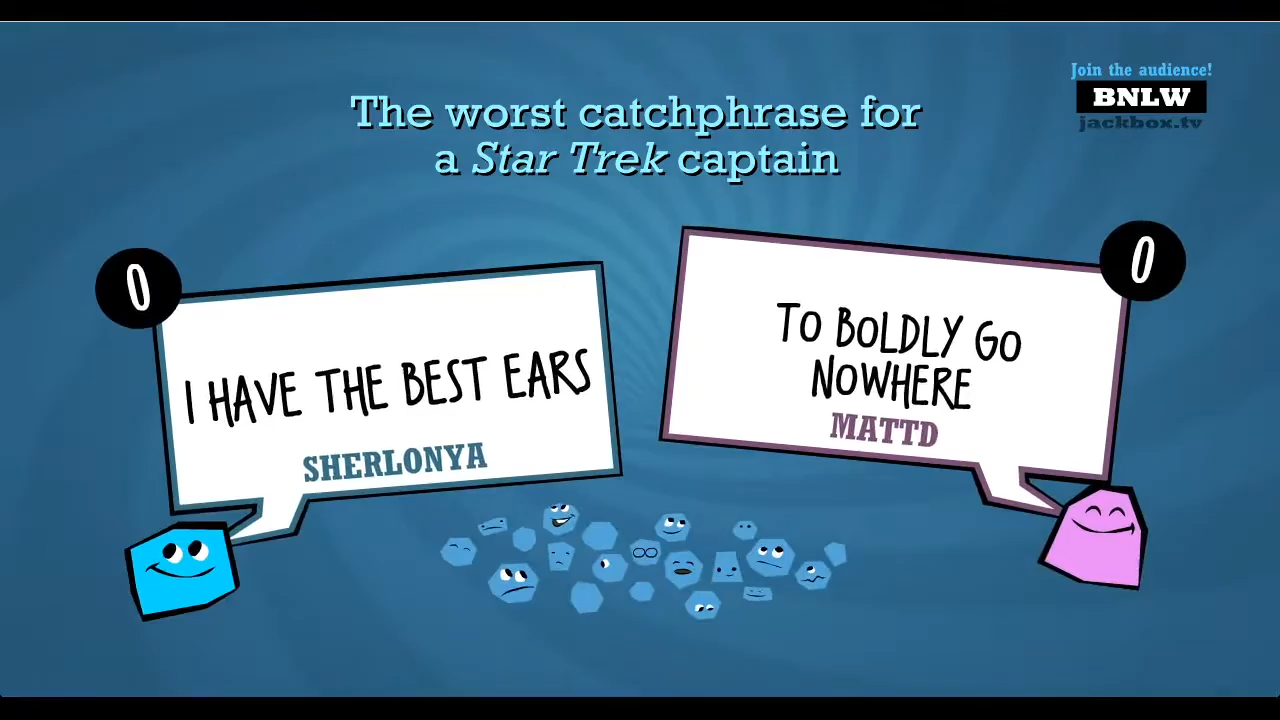 Join the audience!
BNLW
jackbox.tv
The worst catchphrase for
a Star Trek captain
0
I HAVE THE BEST EARS
SHERLONYA
0
TO BOLDLY GO
NOWHERE
MATTD